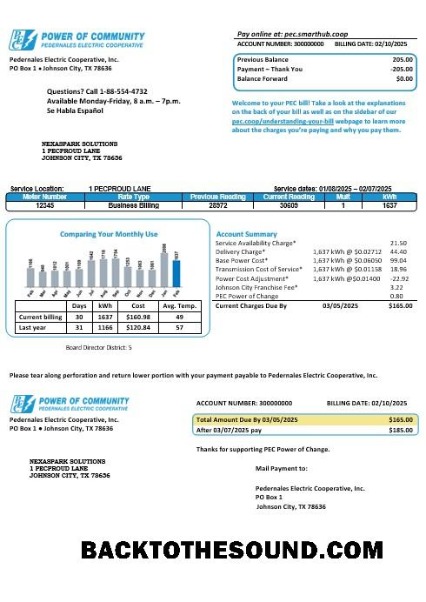 POWER OF COMMUNITY
PEDERNALES ELECTRIC COOPERATIVE
Pay online at: pec.smarthub.coop
ACCOUNT NUMBER: 300000000 BILLING DATE: 02/10/2025
Pedernales Electric Cooperative, Inc.
PO Box 1 • Johnson City, TX 78636
Previous Balance 205.00
Payment – Thank You -205.00
Balance Forward $0.00
Questions? Call 1-88-554-4732
Available Monday-Friday, 8 a.m. – 7p.m.
Se Habla Español
Welcome to your PEC bill! Take a look at the explanations
on the back of your bill as well as on the sidebar of our
pec.coop/understanding-your-bill webpage to learn more
about the charges you're paying and why you pay them.
NEXASPARK SOLUTIONS
1 PECPROUD LANE
JOHNSON CITY, TX 78636
Service Location: 1 PECPROUD LANE Service dates: 01/08/2025 – 02/07/2025
Meter Number Rate Type Previous Reading Current Reading Mult kWh
12345 Business Billing 28972 30609 1 1637
Comparing Your Monthly Use
Days kWh Cost Avg. Temp.
Current billing 30 1637 $160.98 49
Last year 31 1166 $120.84 57
Board Director District: 5
Account Summary
Service Availability Charge* 21.50
Delivery Charge* 1,637 kWh @$0.02712 44.40
Base Power Cost* 1,637 kWh @$0.06050 99.04
Transmission Cost of Service* 1,637 kWh @$0.01158 18.96
Power Cost Adjustment* 1,637 kWh @$0.01400 -22.92
Johnson City Franchise Fee* 3.22
PEC Power of Change 0.80
Current Charges Due By 03/05/2025 $165.00
Please tear along perforation and return lower portion with your payment payable to Pedernales Electric Cooperative, Inc.
POWER OF COMMUNITY
PEDERNALES ELECTRIC COOPERATIVE
ACCOUNT NUMBER: 300000000 BILLING DATE: 02/10/2025
Pedernales Electric Cooperative, Inc.
PO Box 1 • Johnson City, TX 78636
Total Amount Due By 03/05/2025 $165.00
After 03/07/2025 pay $185.00
Thanks for supporting PEC Power of Change.
NEXASPARK SOLUTIONS
1 PECPROUD LANE
JOHNSON CITY, TX 78636
Mail Payment to:
Pedernales Electric Cooperative, Inc.
PO Box 1
Johnson City, TX 78636
BACKTOTHESOUND.COM